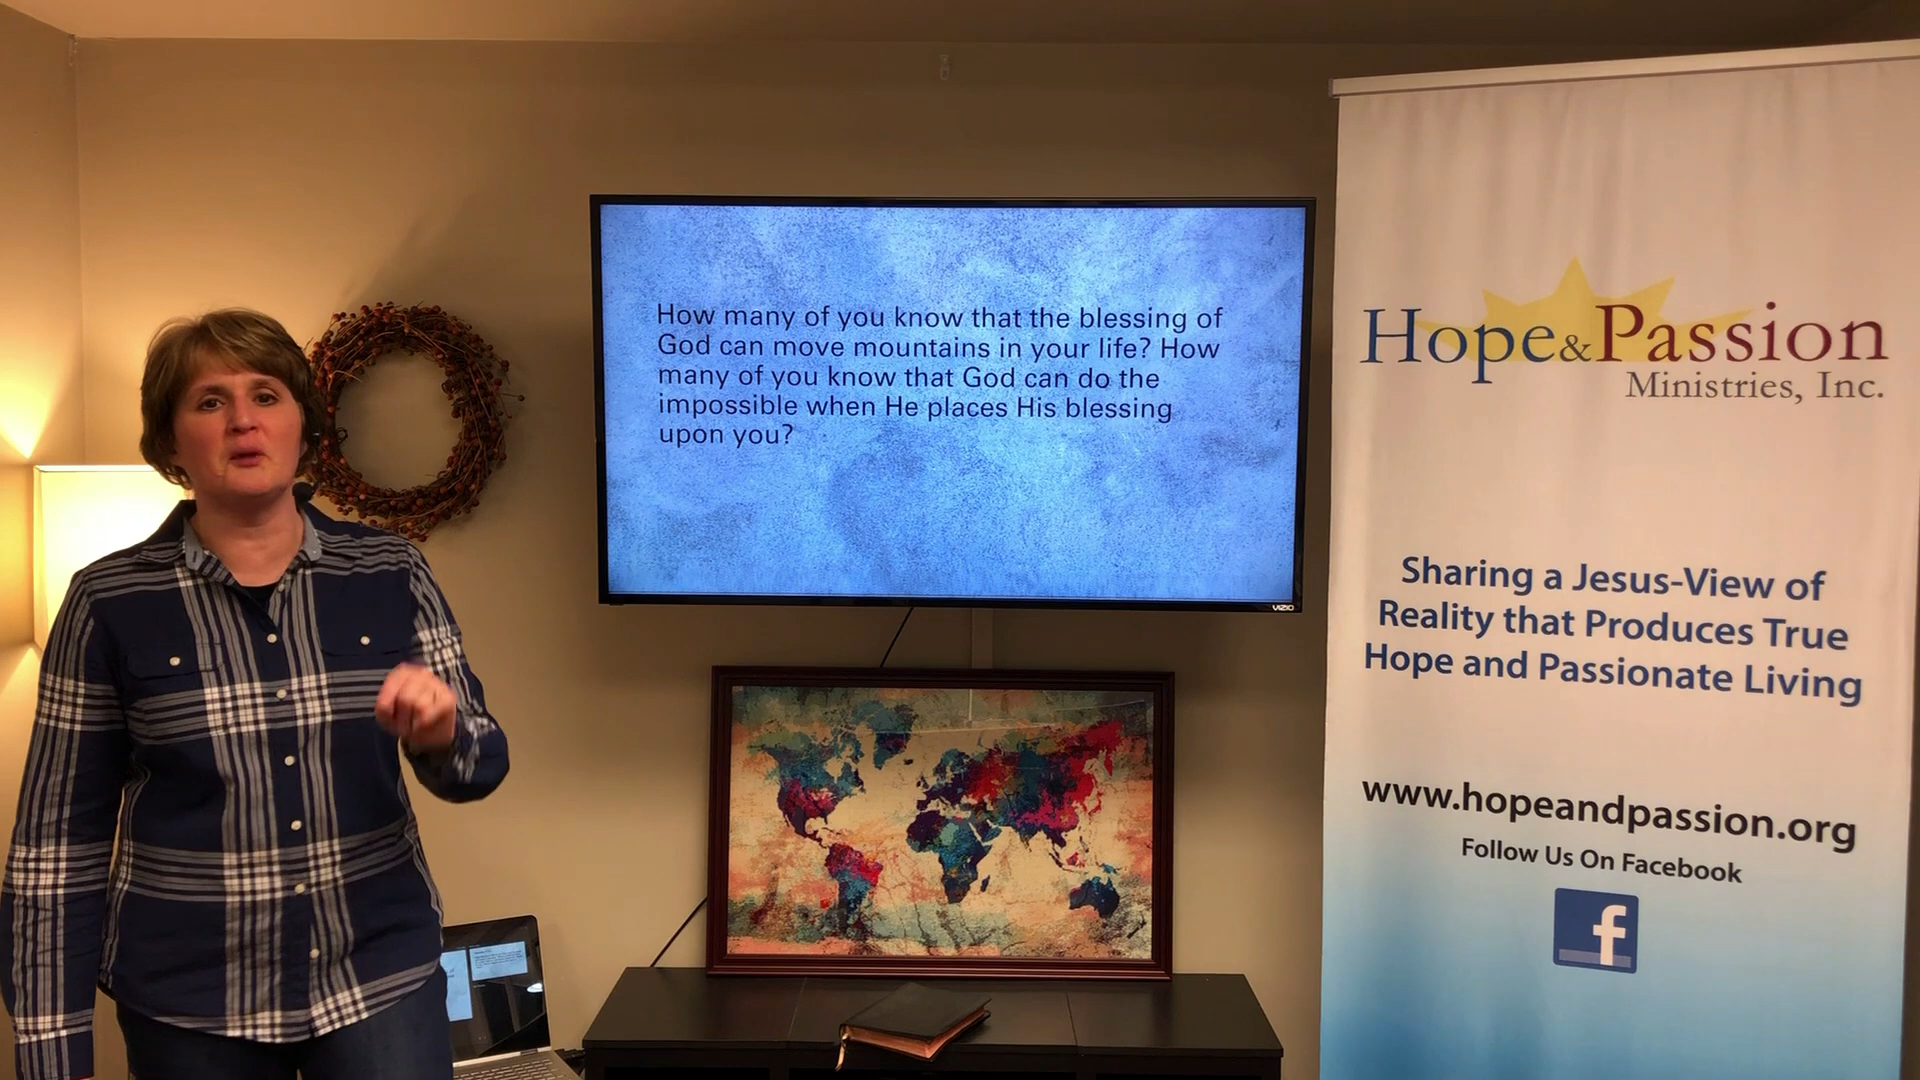 How many of you know that the blessing of
God can move mountains in your life? How
many of you know that God can do the
impossible when He places His blessing
upon you?
VIZIO
Hope&Passion
Ministries, Inc.
Sharing a Jesus-View of
Reality that Produces True
Hope and Passionate Living
www.hopeandpassion.org
Follow Us On Facebook
f